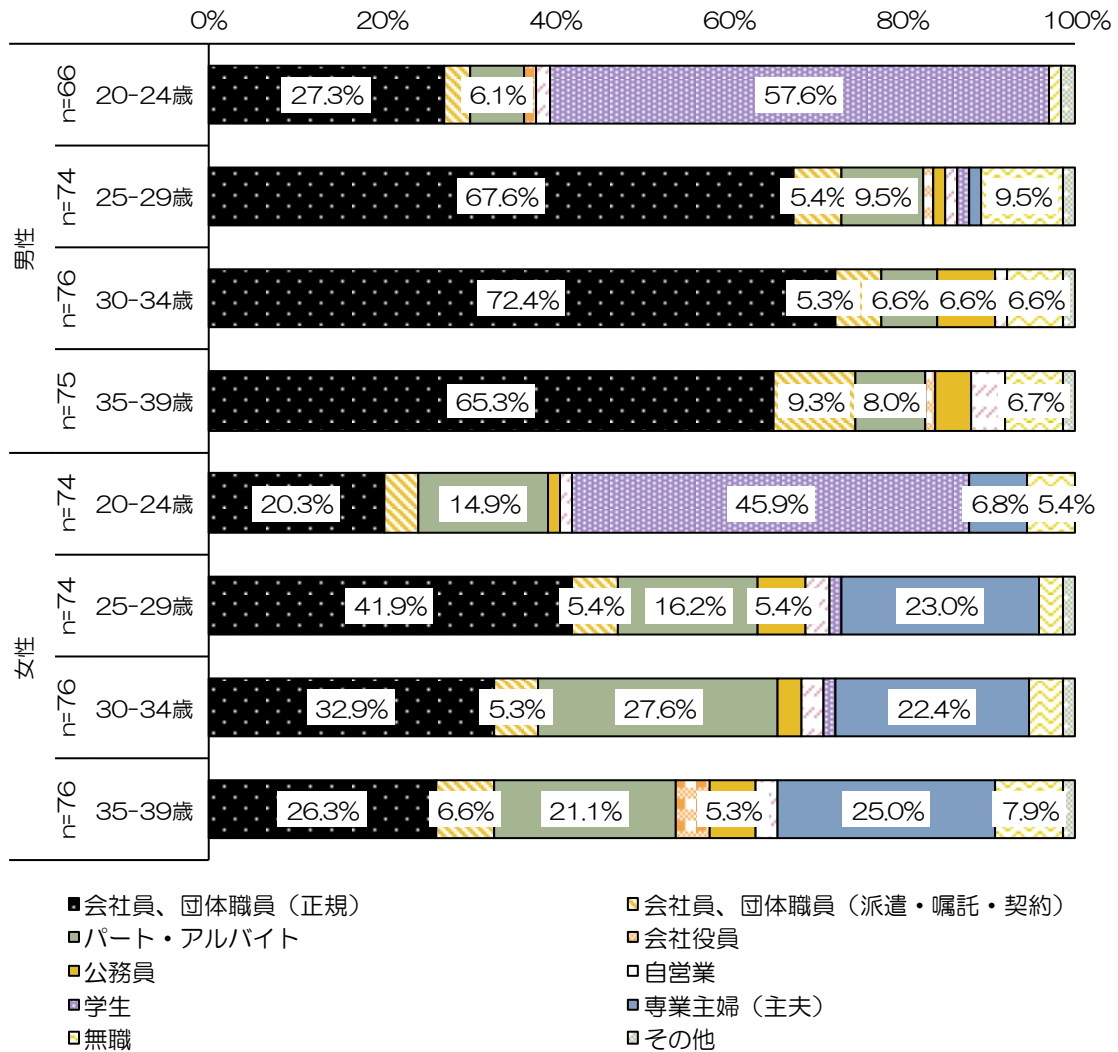 0% 20% 40% 60% 80% 100%
男性
n=66 20-24歳 27.3% 6.1% 57.6%
n=74 25-29歳 67.6% 5.4% 9.5% 9.5%
n=76 30-34歳 72.4% 5.3% 6.6% 6.6% 6.6%
n=75 35-39歳 65.3% 9.3% 8.0% 6.7%
女性
n=74 20-24歳 20.3% 14.9% 45.9% 6.8% 5.4%
n=74 25-29歳 41.9% 5.4% 16.2% 5.4% 23.0%
n=76 30-34歳 32.9% 5.3% 27.6% 22.4%
n=76 35-39歳 26.3% 6.6% 21.1% 5.3% 25.0% 7.9%
会社員、団体職員（正規） 会社員、団体職員（派遣・嘱託・契約）
パート・アルバイト 会社役員
公務員 自営業
学生 専業主婦（主夫）
無職 その他